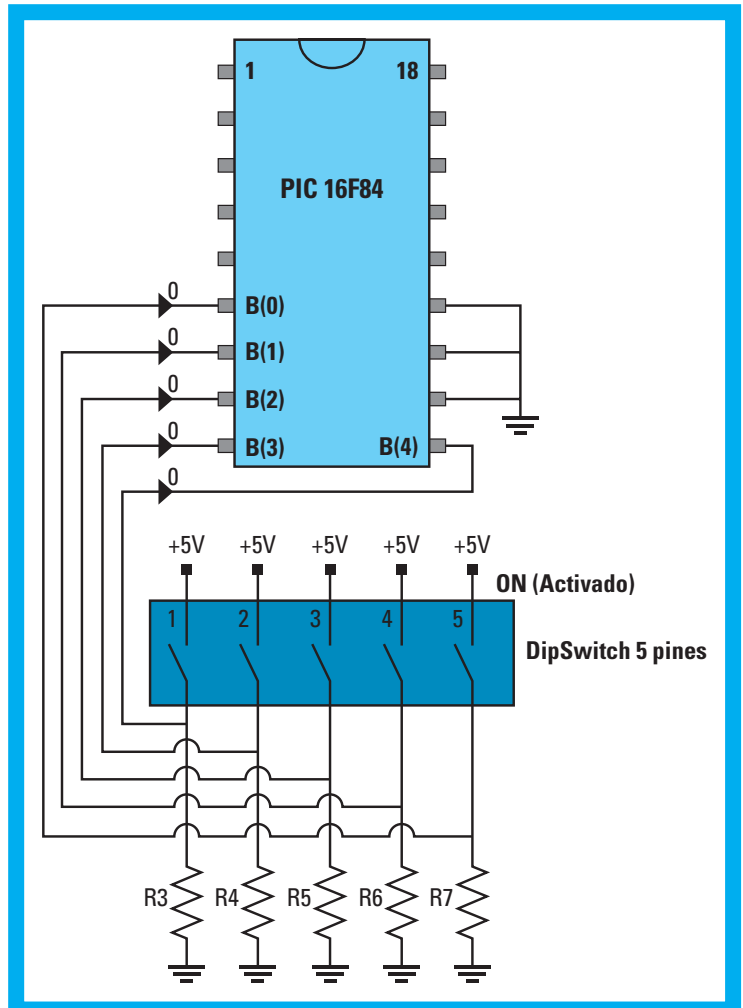 1 18
PIC 16F84
0
B(0)
0
B(1)
0
B(2)
0
B(3) B(4)
0
+5V +5V +5V +5V +5V
ON (Activado)
1 2 3 4 5
DipSwitch 5 pines
R3 R4 R5 R6 R7